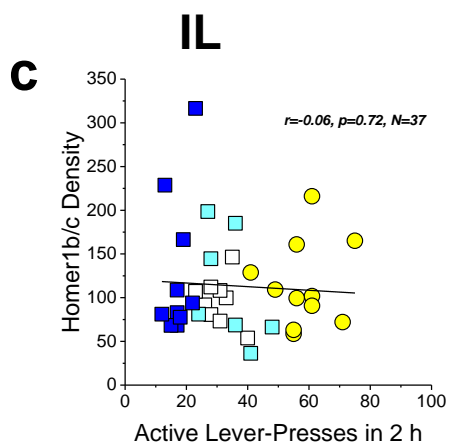 IL
c
r=-0.06, p=0.72, N=37
Homer1b/c Density
350
300
250
200
150
100
50
0
0 20 40 60 80 100
Active Lever-Presses in 2 h